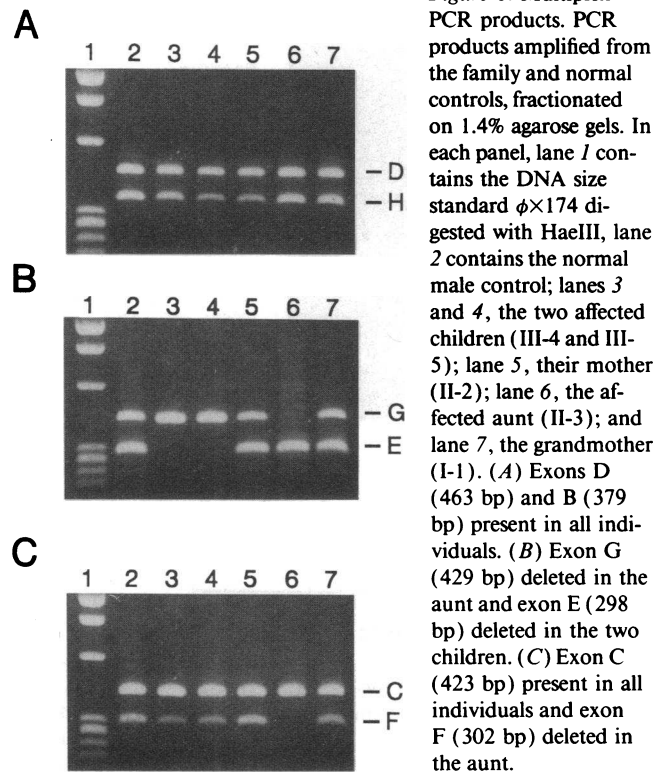 A
1 2 3 4 5 6 7
D
H
B
1 2 3 4 5 6 7
G
E
C
1 2 3 4 5 6 7
C
F
Figure Multiplex
PCR products. PCR
products amplified from
the family and normal
controls, fractionated
on 1.4% agarose gels. In
each panel, lane 1 con-
tains the DNA size
standard ϕ×174 di-
gested with HaeIII, lane
2 contains the normal
male control; lanes 3
and 4, the two affected
children (III-4 and III-
5); lane 5, their mother
(II-2); lane 6, the af-
fected aunt (II-3); and
lane 7, the grandmother
(I-1). (A) Exons D
(463 bp) and B (379
bp) present in all indi-
viduals. (B) Exon G
(429 bp) deleted in the
aunt and exon E (298
bp) deleted in the two
children. (C) Exon C
(423 bp) present in all
individuals and exon
F (302 bp) deleted in
the aunt.